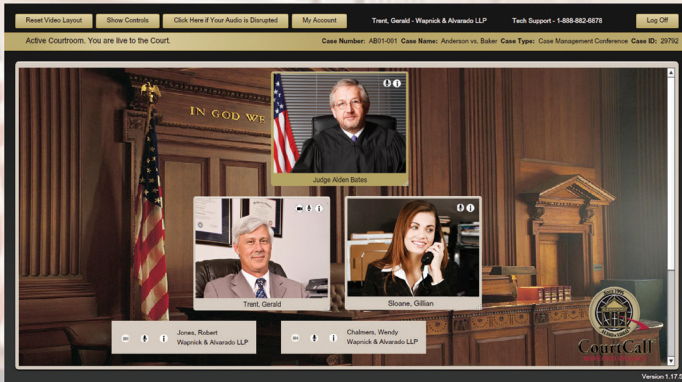 Reset Video Layout
Show Controls
Click Here if Your Audio is Disrupted
My Account
Trent, Gerald - Wapnick & Alvarado LLP
Tech Support - 1-888-882-6878
Log Off
Active Courtroom. You are live to the Court.
Case Number: AB01-001 Case Name: Anderson vs. Baker Case Type: Case Management Conference Case ID: 29792
IN GOD WE
Judge Alden Bates
Trent, Gerald
Sloane, Gillian
Jones, Robert
Wapnick & Alvarado LLP
Chalmers, Wendy
Wapnick & Alvarado LLP
SINCE 1995
CourtCall
Version 1.17.5